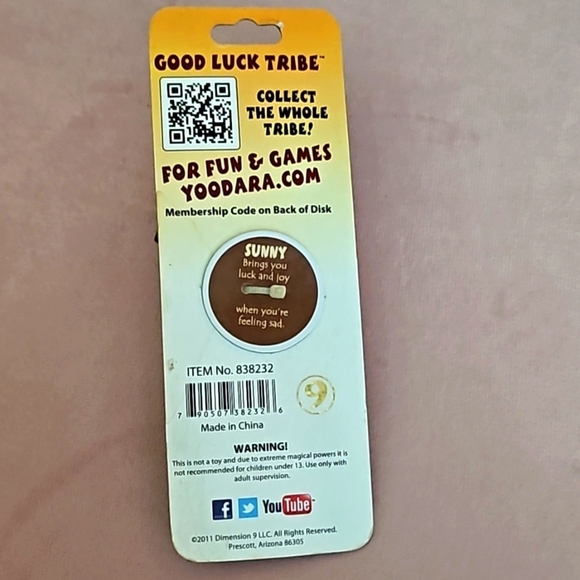 GOOD LUCK TRIBE™
COLLECT
THE WHOLE
TRIBE!
FOR FUN & GAMES
YOODARA.COM
Membership Code on Back of Disk
SUNNY
Brings you
luck and joy
when you're
feeling sad.
ITEM No. 838232
7 90507 38232 6
Made in China
9
WARNING!
This is not a toy and due to extreme magical powers it is
not recommended for children under 13. Use only with
adult supervision.
f YouTube™
©2011 Dimension 9 LLC. All Rights Reserved.
Prescott, Arizona 86305